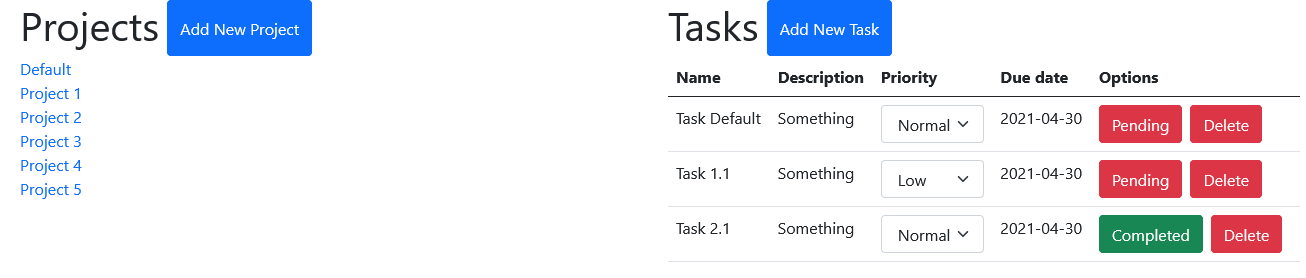 Projects Add New Project
Default
Project 1
Project 2
Project 3
Project 4
Project 5
Tasks Add New Task
Name Description Priority Due date Options
Task Default Something Normal 2021-04-30 Pending Delete
Task 1.1 Something Low 2021-04-30 Pending Delete
Task 2.1 Something Normal 2021-04-30 Completed Delete